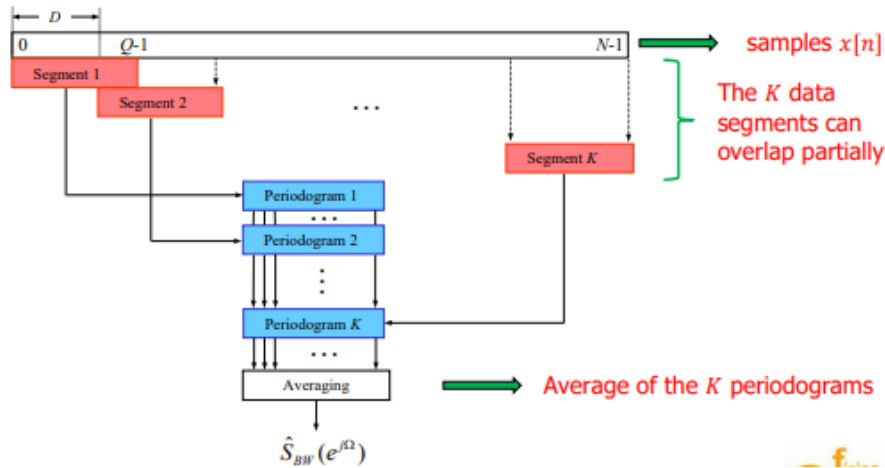 D
0 Q-1 N-1
samples x[n]
Segment 1
Segment 2
...
The K data
segments can
overlap partially
Segment K
Periodogram 1
...
Periodogram 2
⋮
Periodogram K
...
Averaging
Average of the K periodograms
Ŝ_BW(e^{jΩ})